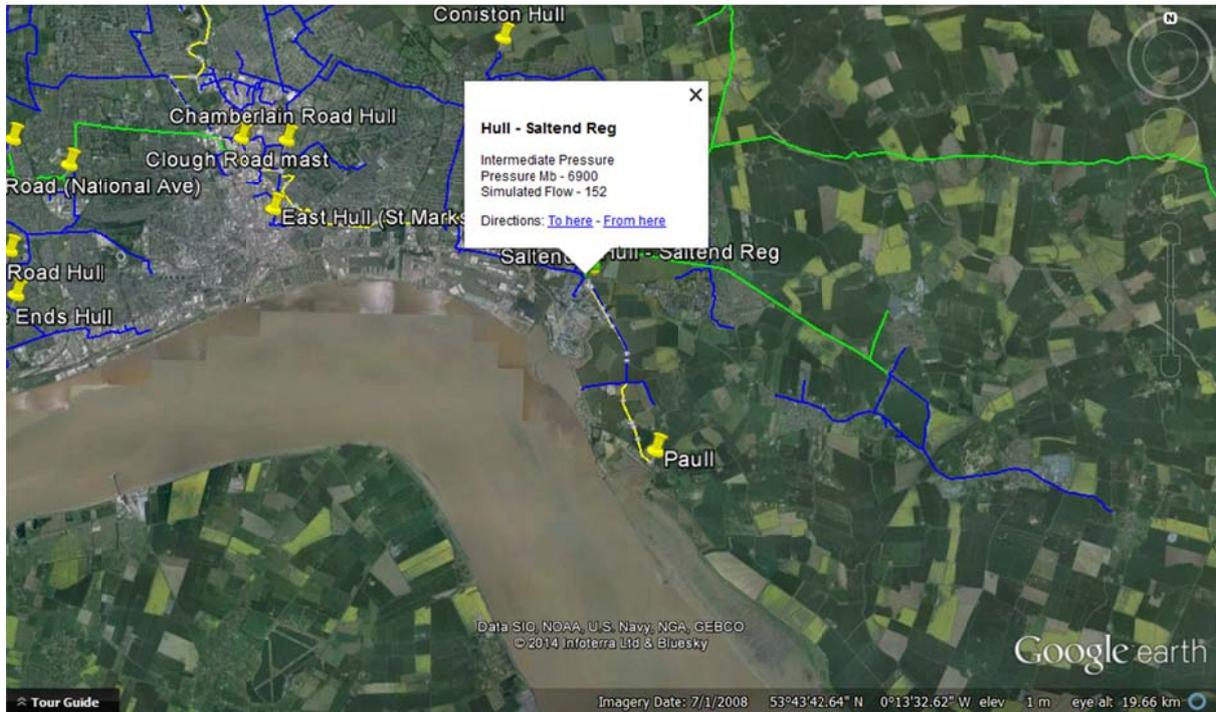 Coniston Hull
N
Chamberlain Road Hull
Clough Road mast
Road (National Ave)
East Hull (St Marks
Hull - Saltend Reg
Intermediate Pressure
Pressure Mb - 6900
Simulated Flow - 152
Directions: To here - From here
Saltend
Hull - Saltend Reg
Road Hull
Ends Hull
Paull
Data SIO, NOAA, U.S. Navy, NGA, GEBCO
© 2014 Infoterra Ltd & Bluesky
Google earth
Tour Guide
Imagery Date: 7/1/2008 53°43'42.64" N 0°13'32.62" W elev 1 m eye alt 19.66 km